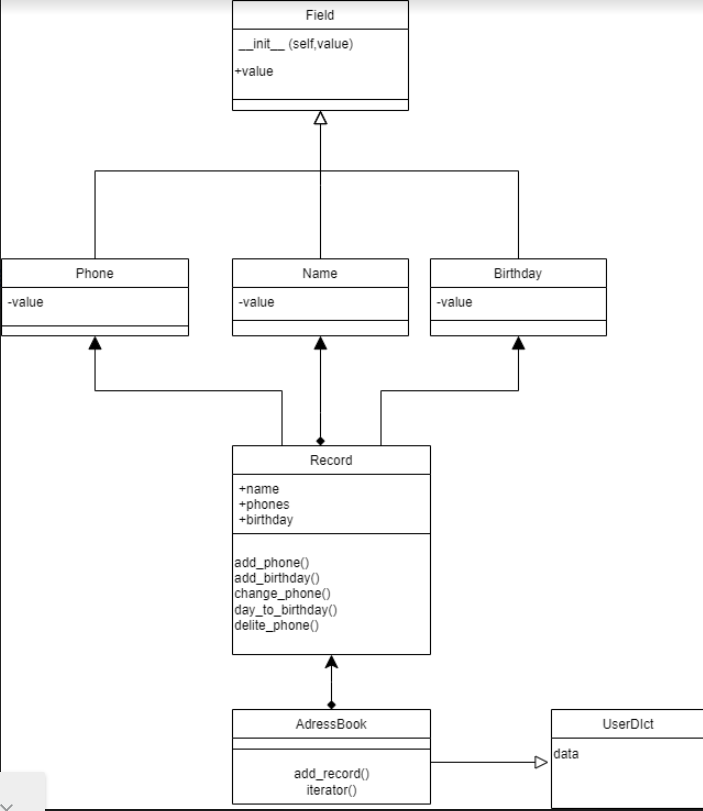 Field
__init__ (self,value)
+value
Phone
-value
Name
-value
Birthday
-value
Record
+name
+phones
+birthday
add_phone()
add_birthday()
change_phone()
day_to_birthday()
delite_phone()
AdressBook
add_record()
iterator()
UserDIct
data